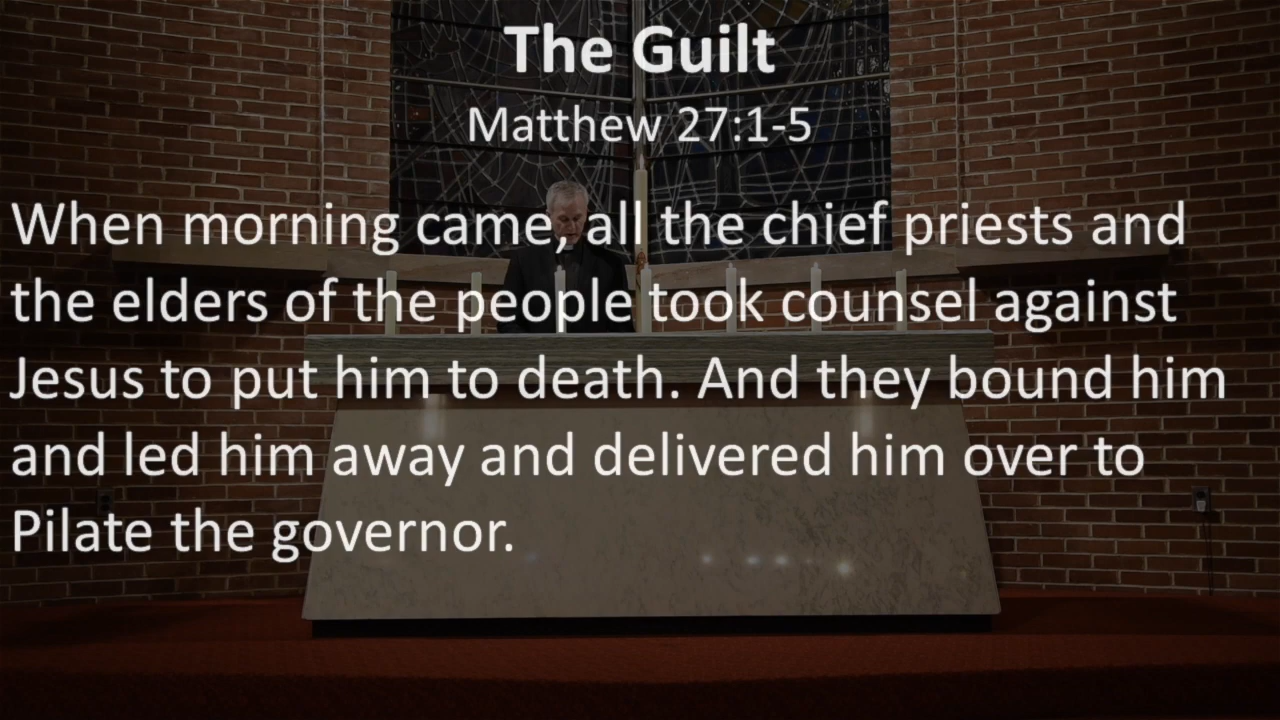 The Guilt
Matthew 27:1-5
When morning came, all the chief priests and
the elders of the people took counsel against
Jesus to put him to death. And they bound him
and led him away and delivered him over to
Pilate the governor.